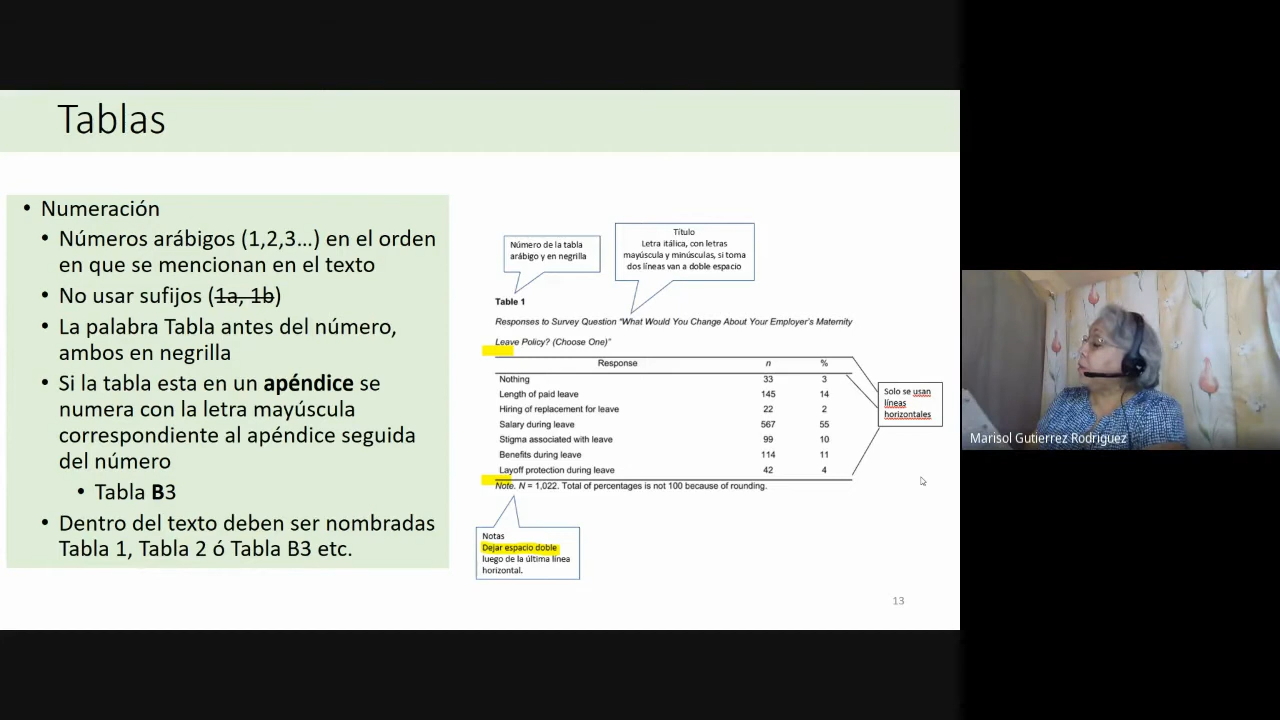 Tablas
• Numeración
• Números arábigos (1,2,3...) en el orden
en que se mencionan en el texto
• No usar sufijos (1a, 1b)
• La palabra Tabla antes del número,
ambos en negrilla
• Si la tabla esta en un apéndice se
numera con la letra mayúscula
correspondiente al apéndice seguida
del número
• Tabla B3
• Dentro del texto deben ser nombradas
Tabla 1, Tabla 2 ó Tabla B3 etc.
Número de la tabla
arábigo y en negrilla
Título
Letra itálica, con letras
mayúscula y minúsculas, si toma
dos líneas van a doble espacio
Table 1
Responses to Survey Question "What Would You Change About Your Employer's Maternity
Leave Policy? (Choose One)"
Response n %
Nothing 33 3
Length of paid leave 145 14
Hiring of replacement for leave 22 2
Salary during leave 567 55
Stigma associated with leave 99 10
Benefits during leave 114 11
Layoff protection during leave 42 4
Note. N = 1,022. Total of percentages is not 100 because of rounding.
Solo se usan
líneas
horizontales
Notas
Dejar espacio doble
luego de la última línea
horizontal.
13
Marisol Gutierrez Rodriguez